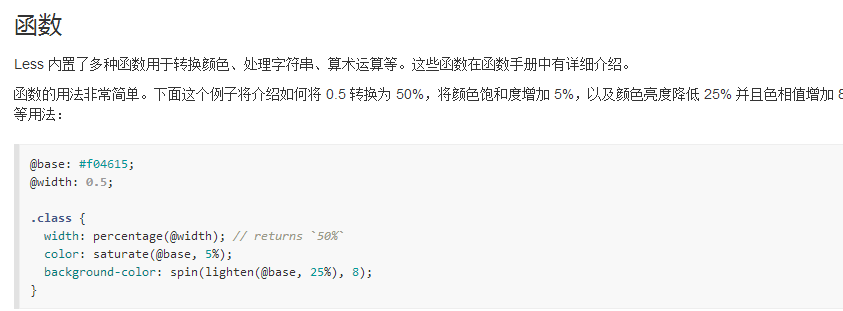 函数
Less 内置了多种函数用于转换颜色、处理字符串、算术运算等。这些函数在函数手册中有详细介绍。
函数的用法非常简单。下面这个例子将介绍如何将 0.5 转换为 50%，将颜色饱和度增加 5%，以及颜色亮度降低 25% 并且色相值增加 8
等用法：
@base: #f04615;
@width: 0.5;
.class {
  width: percentage(@width); // returns `50%`
  color: saturate(@base, 5%);
  background-color: spin(lighten(@base, 25%), 8);
}